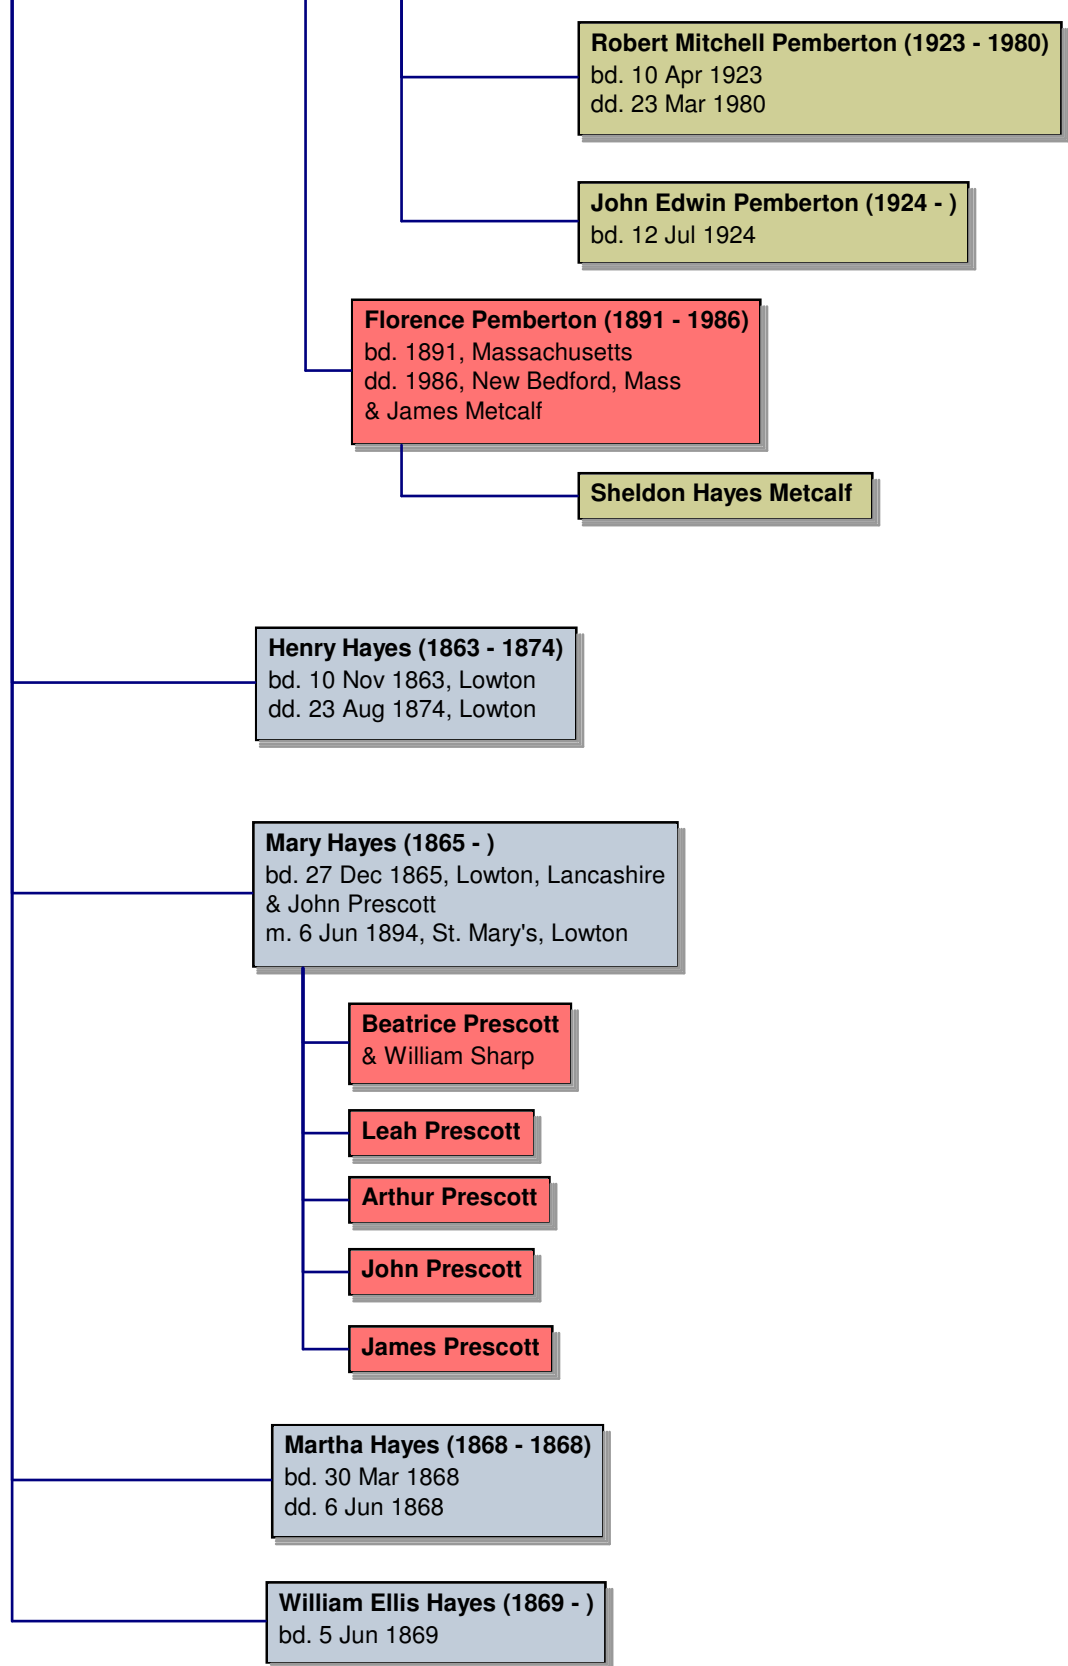 Robert Mitchell Pemberton (1923 - 1980)
bd. 10 Apr 1923
dd. 23 Mar 1980
John Edwin Pemberton (1924 - )
bd. 12 Jul 1924
Florence Pemberton (1891 - 1986)
bd. 1891, Massachusetts
dd. 1986, New Bedford, Mass
& James Metcalf
Sheldon Hayes Metcalf
Henry Hayes (1863 - 1874)
bd. 10 Nov 1863, Lowton
dd. 23 Aug 1874, Lowton
Mary Hayes (1865 - )
bd. 27 Dec 1865, Lowton, Lancashire
& John Prescott
m. 6 Jun 1894, St. Mary's, Lowton
Beatrice Prescott
& William Sharp
Leah Prescott
Arthur Prescott
John Prescott
James Prescott
Martha Hayes (1868 - 1868)
bd. 30 Mar 1868
dd. 6 Jun 1868
William Ellis Hayes (1869 - )
bd. 5 Jun 1869